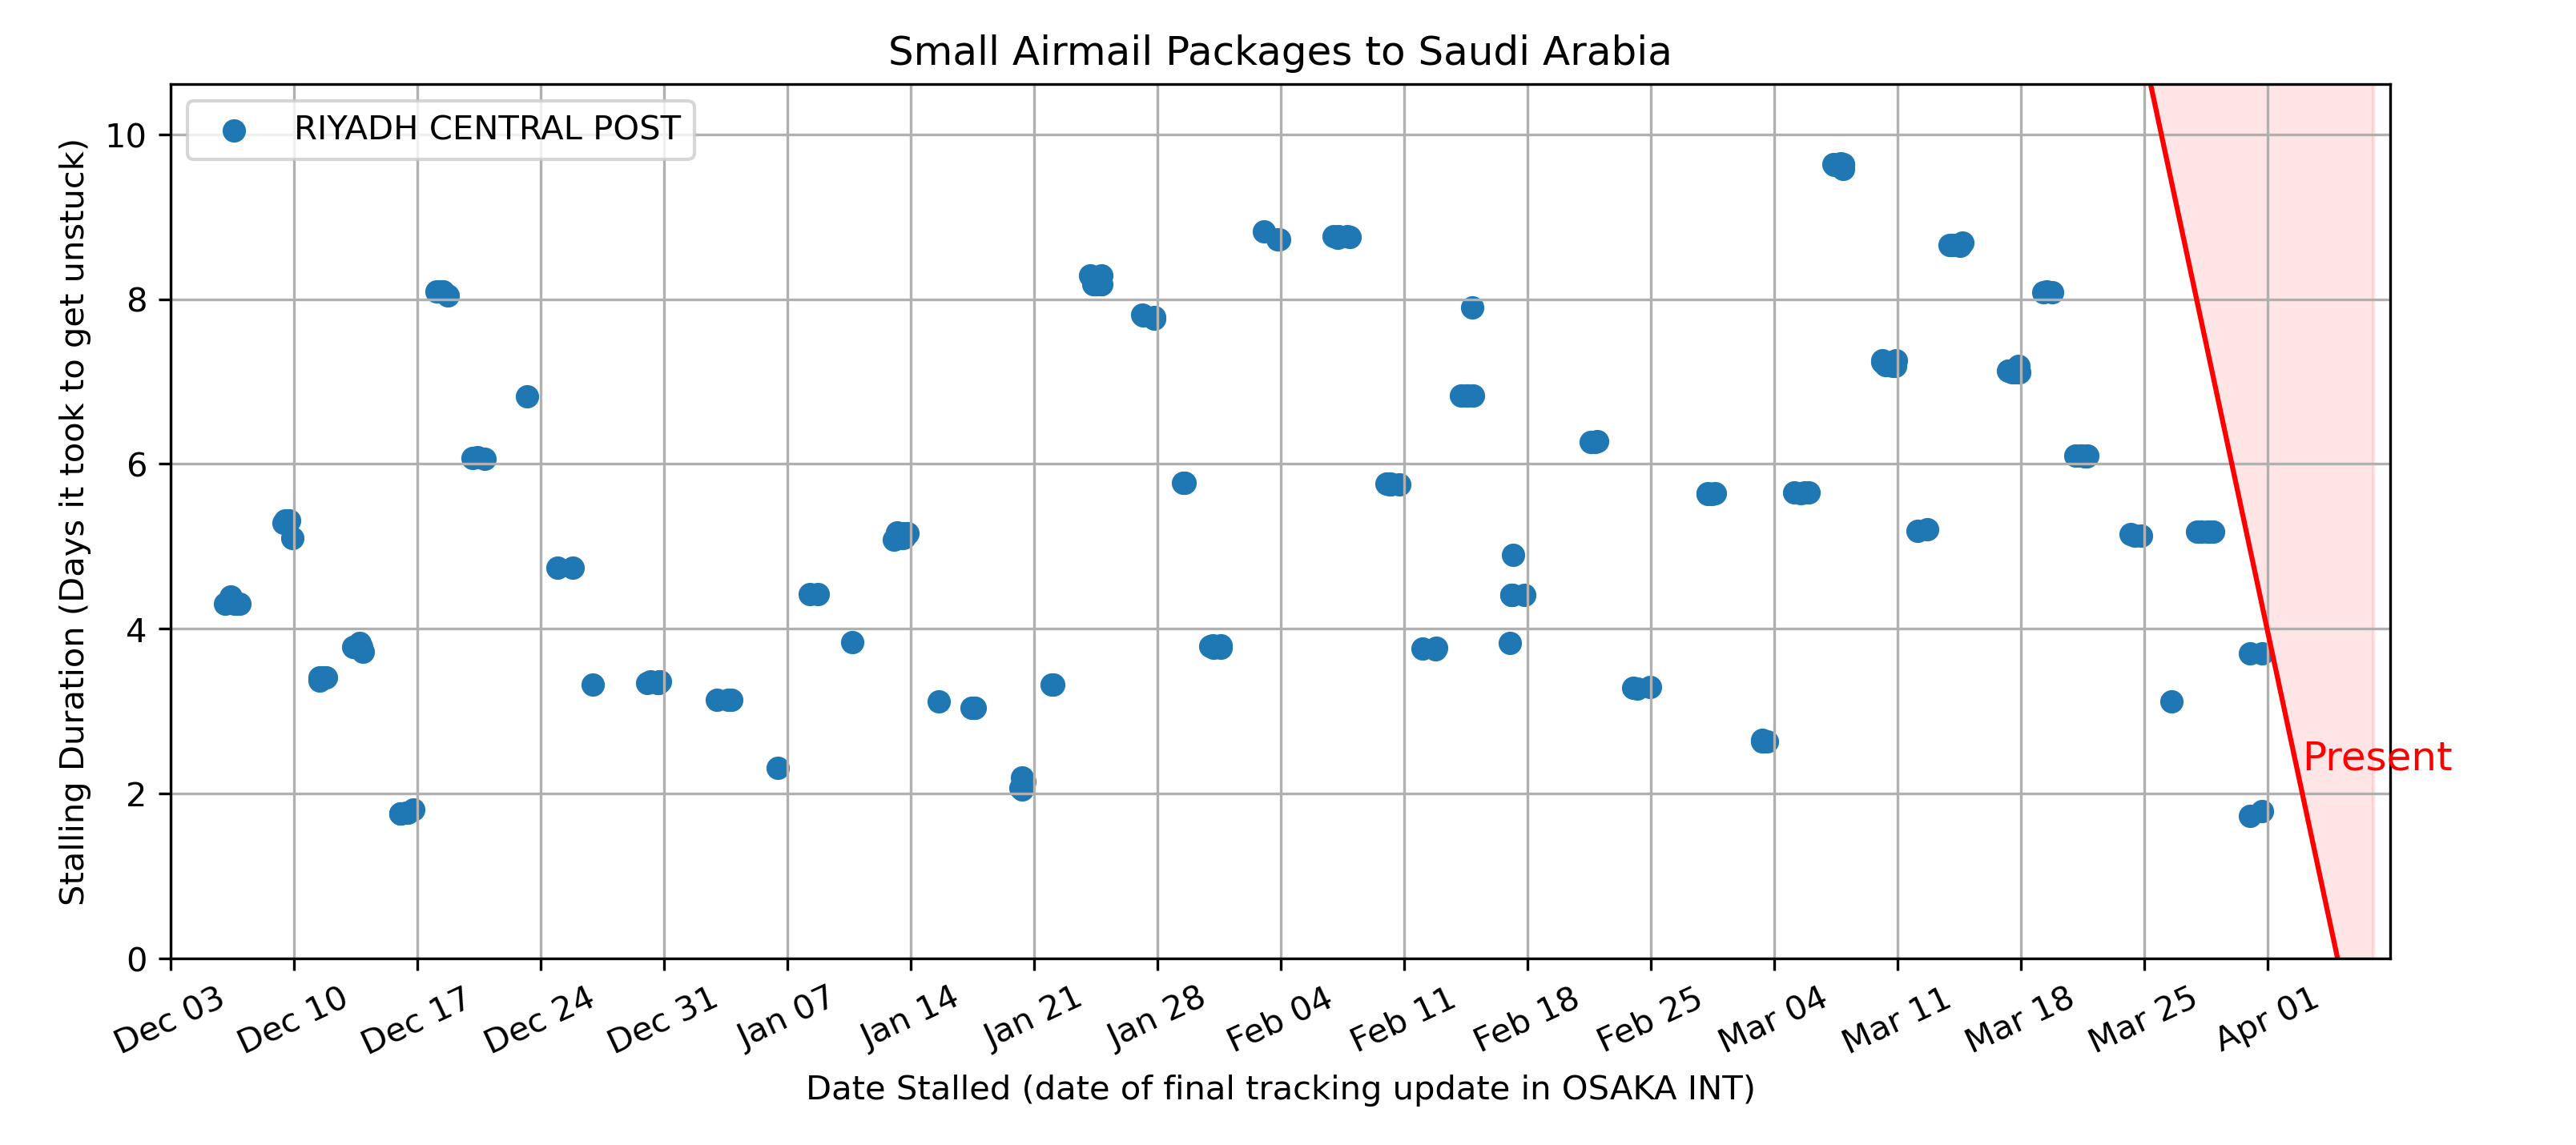 Small Airmail Packages to Saudi Arabia
RIYADH CENTRAL POST
Stalling Duration (Days it took to get unstuck)
10
8
6
4
2
0
Present
Dec 03
Dec 10
Dec 17
Dec 24
Dec 31
Jan 07
Jan 14
Jan 21
Jan 28
Feb 04
Feb 11
Feb 18
Feb 25
Mar 04
Mar 11
Mar 18
Mar 25
Apr 01
Date Stalled (date of final tracking update in OSAKA INT)